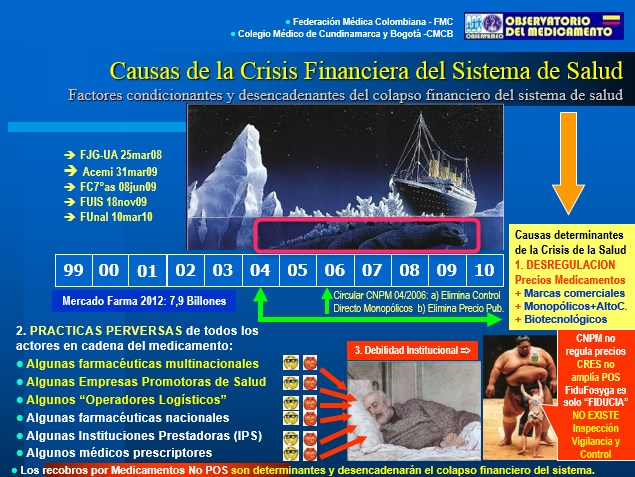 ● Federación Médica Colombiana - FMC
● Colegio Médico de Cundinamarca y Bogotà -CMCB
OBSERVAMED
OBSERVATORIO
DEL MEDICAMENTO
Causas de la Crisis Financiera del Sistema de Salud
Factores condicionantes y desencadenantes del colapso financiero del sistema de salud
➔ FJG-UA 25mar08
➔ Acemi 31mar09
➔ FC7°as 08jun09
➔ FUIS 18nov09
➔ FUnal 10mar10
99 00 01 02 03 04 05 06 07 08 09 10
Mercado Farma 2012: 7,9 Billones
Circular CNPM 04/2006: a) Elimina Control
Directo Monopólicos b) Elimina Precio Pub.
Causas determinantes
de la Crisis de la Salud
1. DESREGULACION
Precios Medicamentos
+ Marcas comerciales
+ Monopólicos+AltoC.
+ Biotecnológicos
2. PRACTICAS PERVERSAS de todos los
actores en cadena del medicamento:
● Algunas farmacéuticas multinacionales
● Algunas Empresas Promotoras de Salud
● Algunos “Operadores Logísticos”
● Algunas farmacéuticas nacionales
● Algunas Instituciones Prestadoras (IPS)
● Algunos médicos prescriptores
3. Debilidad Institucional =>
CNPM no
regula precios
CRES no
amplía POS
FiduFosyga es
solo “FIDUCIA”
NO EXISTE
Inspección
Vigilancia y
Control
● Los recobros por Medicamentos No POS son determinantes y desencadenarán el colapso financiero del sistema.